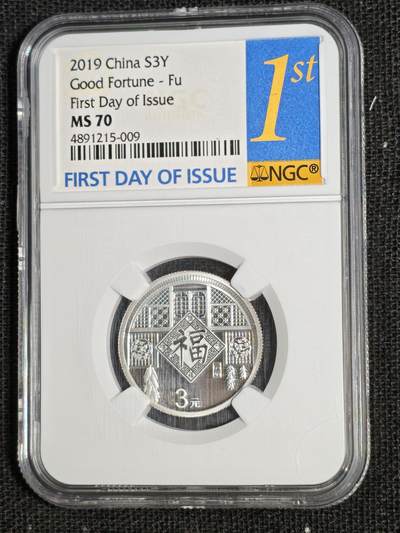 2019 China S3Y
Good Fortune - Fu
First Day of Issue
MS 70
4891215-009
FIRST DAY OF ISSUE
1st
NGC®
福
3元